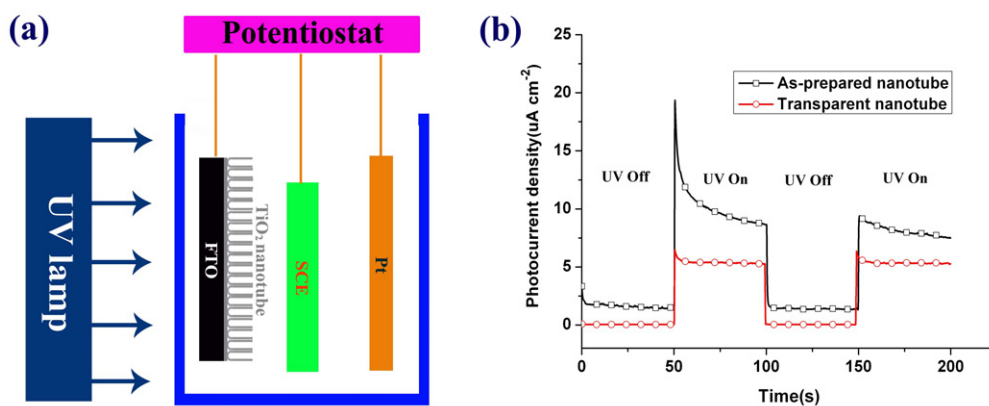 (a)
Potentiostat
UV lamp
FTO
TiO₂ nanotube
SCE
Pt
(b)
Photocurrent density(uA cm⁻²)
25
20
15
10
5
0
As-prepared nanotube
Transparent nanotube
UV Off
UV On
UV Off
UV On
0
50
100
150
200
Time(s)